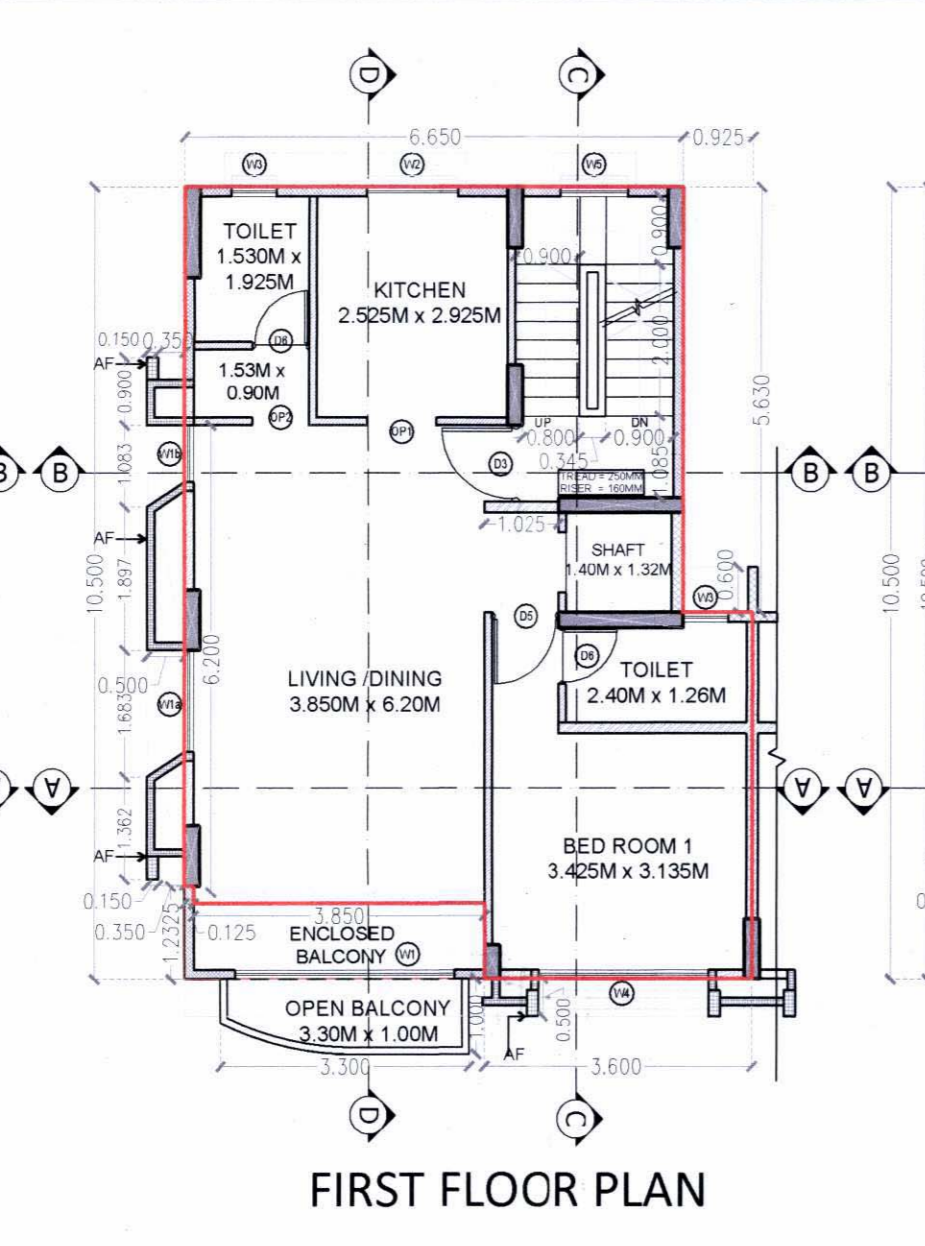 D
C
6.650
0.925
W3
W2
W5
TOILET
1.530M x
1.925M
KITCHEN
2.525M x 2.925M
0.900
0.900
2.000
5.630
D6
0.150
0.350
AF
1.53M x
0.90M
0.900
OP2
OP1
UP
DN
0.800
0.900
0.345
D3
TREAD = 250MM
RISER = 160MM
1.085
B
B
W1b
1.083
B
B
AF
1.025
SHAFT
1.40M x 1.32M
10.500
1.897
0.600
W3
10.500
D5
D6
TOILET
2.40M x 1.26M
6.200
0.500
LIVING /DINING
3.850M x 6.20M
W1a
1.683
A
A
A
1.362
BED ROOM 1
3.425M x 3.135M
AF
0.150
0.350
1.2325
0.125
3.850
ENCLOSED
BALCONY
W1
W4
OPEN BALCONY
3.30M x 1.00M
1.000
0.500
AF
3.300
3.600
D
C
FIRST FLOOR PLAN